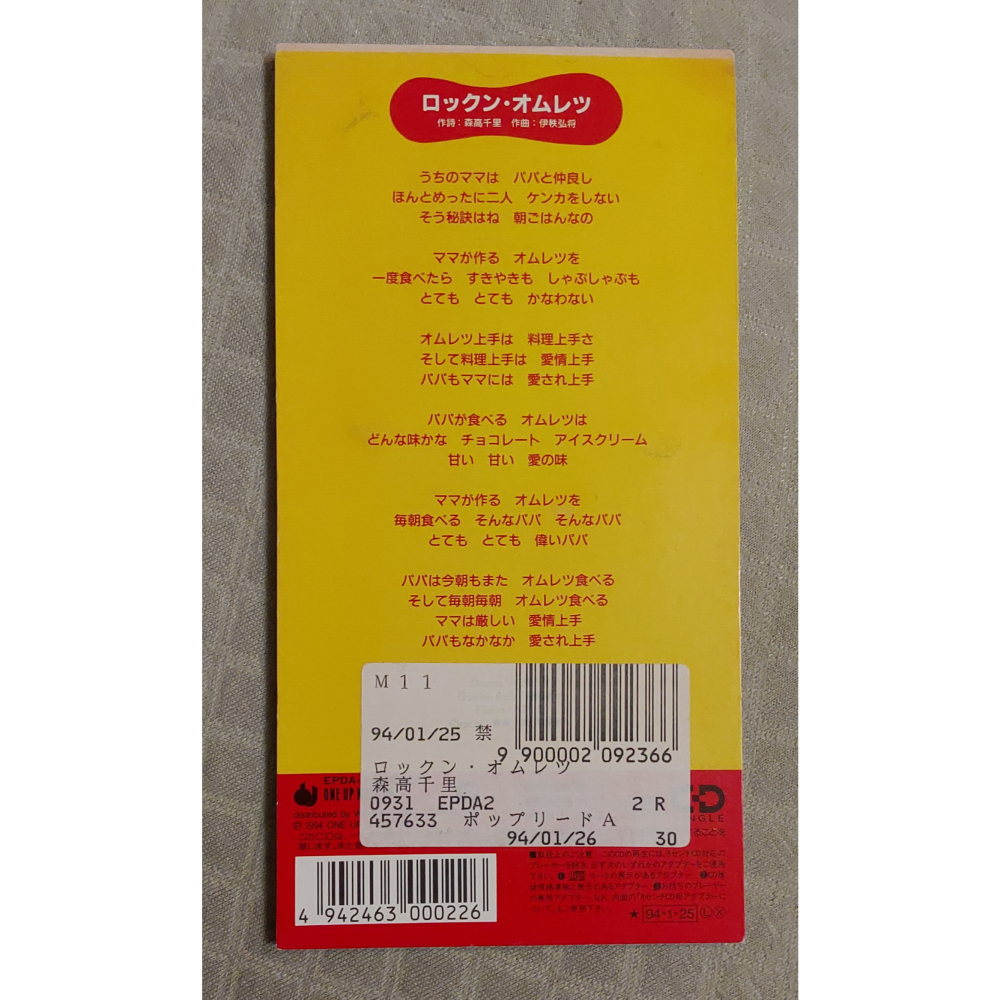 ロックン・オムレツ
作詩：森高千里　作曲：伊秩弘将
うちのママは　パパと仲良し
ほんとめったに二人　ケンカをしない
そう秘訣はね　朝ごはんなの
ママが作る　オムレツを
一度食べたら　すきやきも　しゃぶしゃぶも
とても　とても　かなわない
オムレツ上手は　料理上手さ
そして料理上手は　愛情上手
パパもママには　愛され上手
パパが食べる　オムレツは
どんな味かな　チョコレート　アイスクリーム
甘い　甘い　愛の味
ママが作る　オムレツを
毎朝食べる　そんなパパ　そんなパパ
とても　とても　偉いパパ
パパは今朝もまた　オムレツ食べる
そして毎朝毎朝　オムレツ食べる
ママは厳しい　愛情上手
パパもなかなか　愛され上手
M11
94/01/25 禁
9 900002 092366
ロックン・オムレツ
森高千里
0931 EPDA2 2R
457633 ポップリードA
94/01/26 30
EPDA-
ONE UP
distributed by
℗ 1994 ONE U
4 942463 000226
★ 94・1・25 Ⓛ Ⓧ